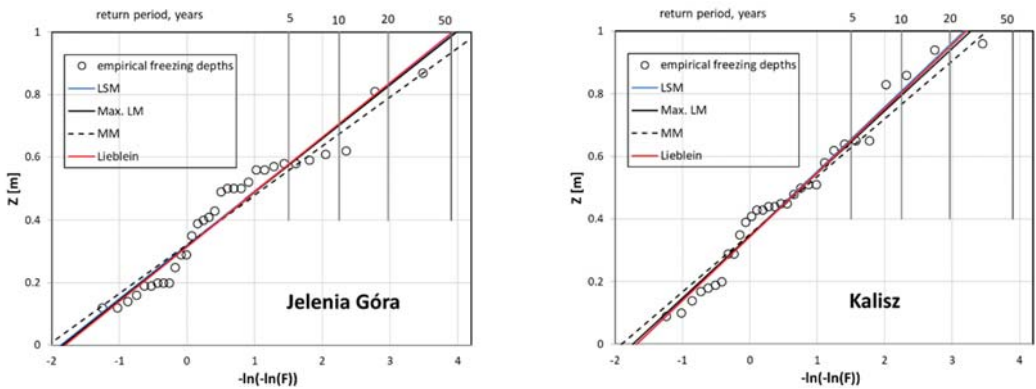 return period, years 5 10 20 50
1
0.8
0.6
0.4
0.2
0
Z [m]
empirical freezing depths
LSM
Max. LM
MM
Lieblein
Jelenia Góra
-2 -1 0 1 2 3 4
-ln(-ln(F))
return period, years 5 10 20 50
1
0.8
0.6
0.4
0.2
0
Z [m]
empirical freezing depths
LSM
Max. LM
MM
Lieblein
Kalisz
-2 -1 0 1 2 3 4
-ln(-ln(F))